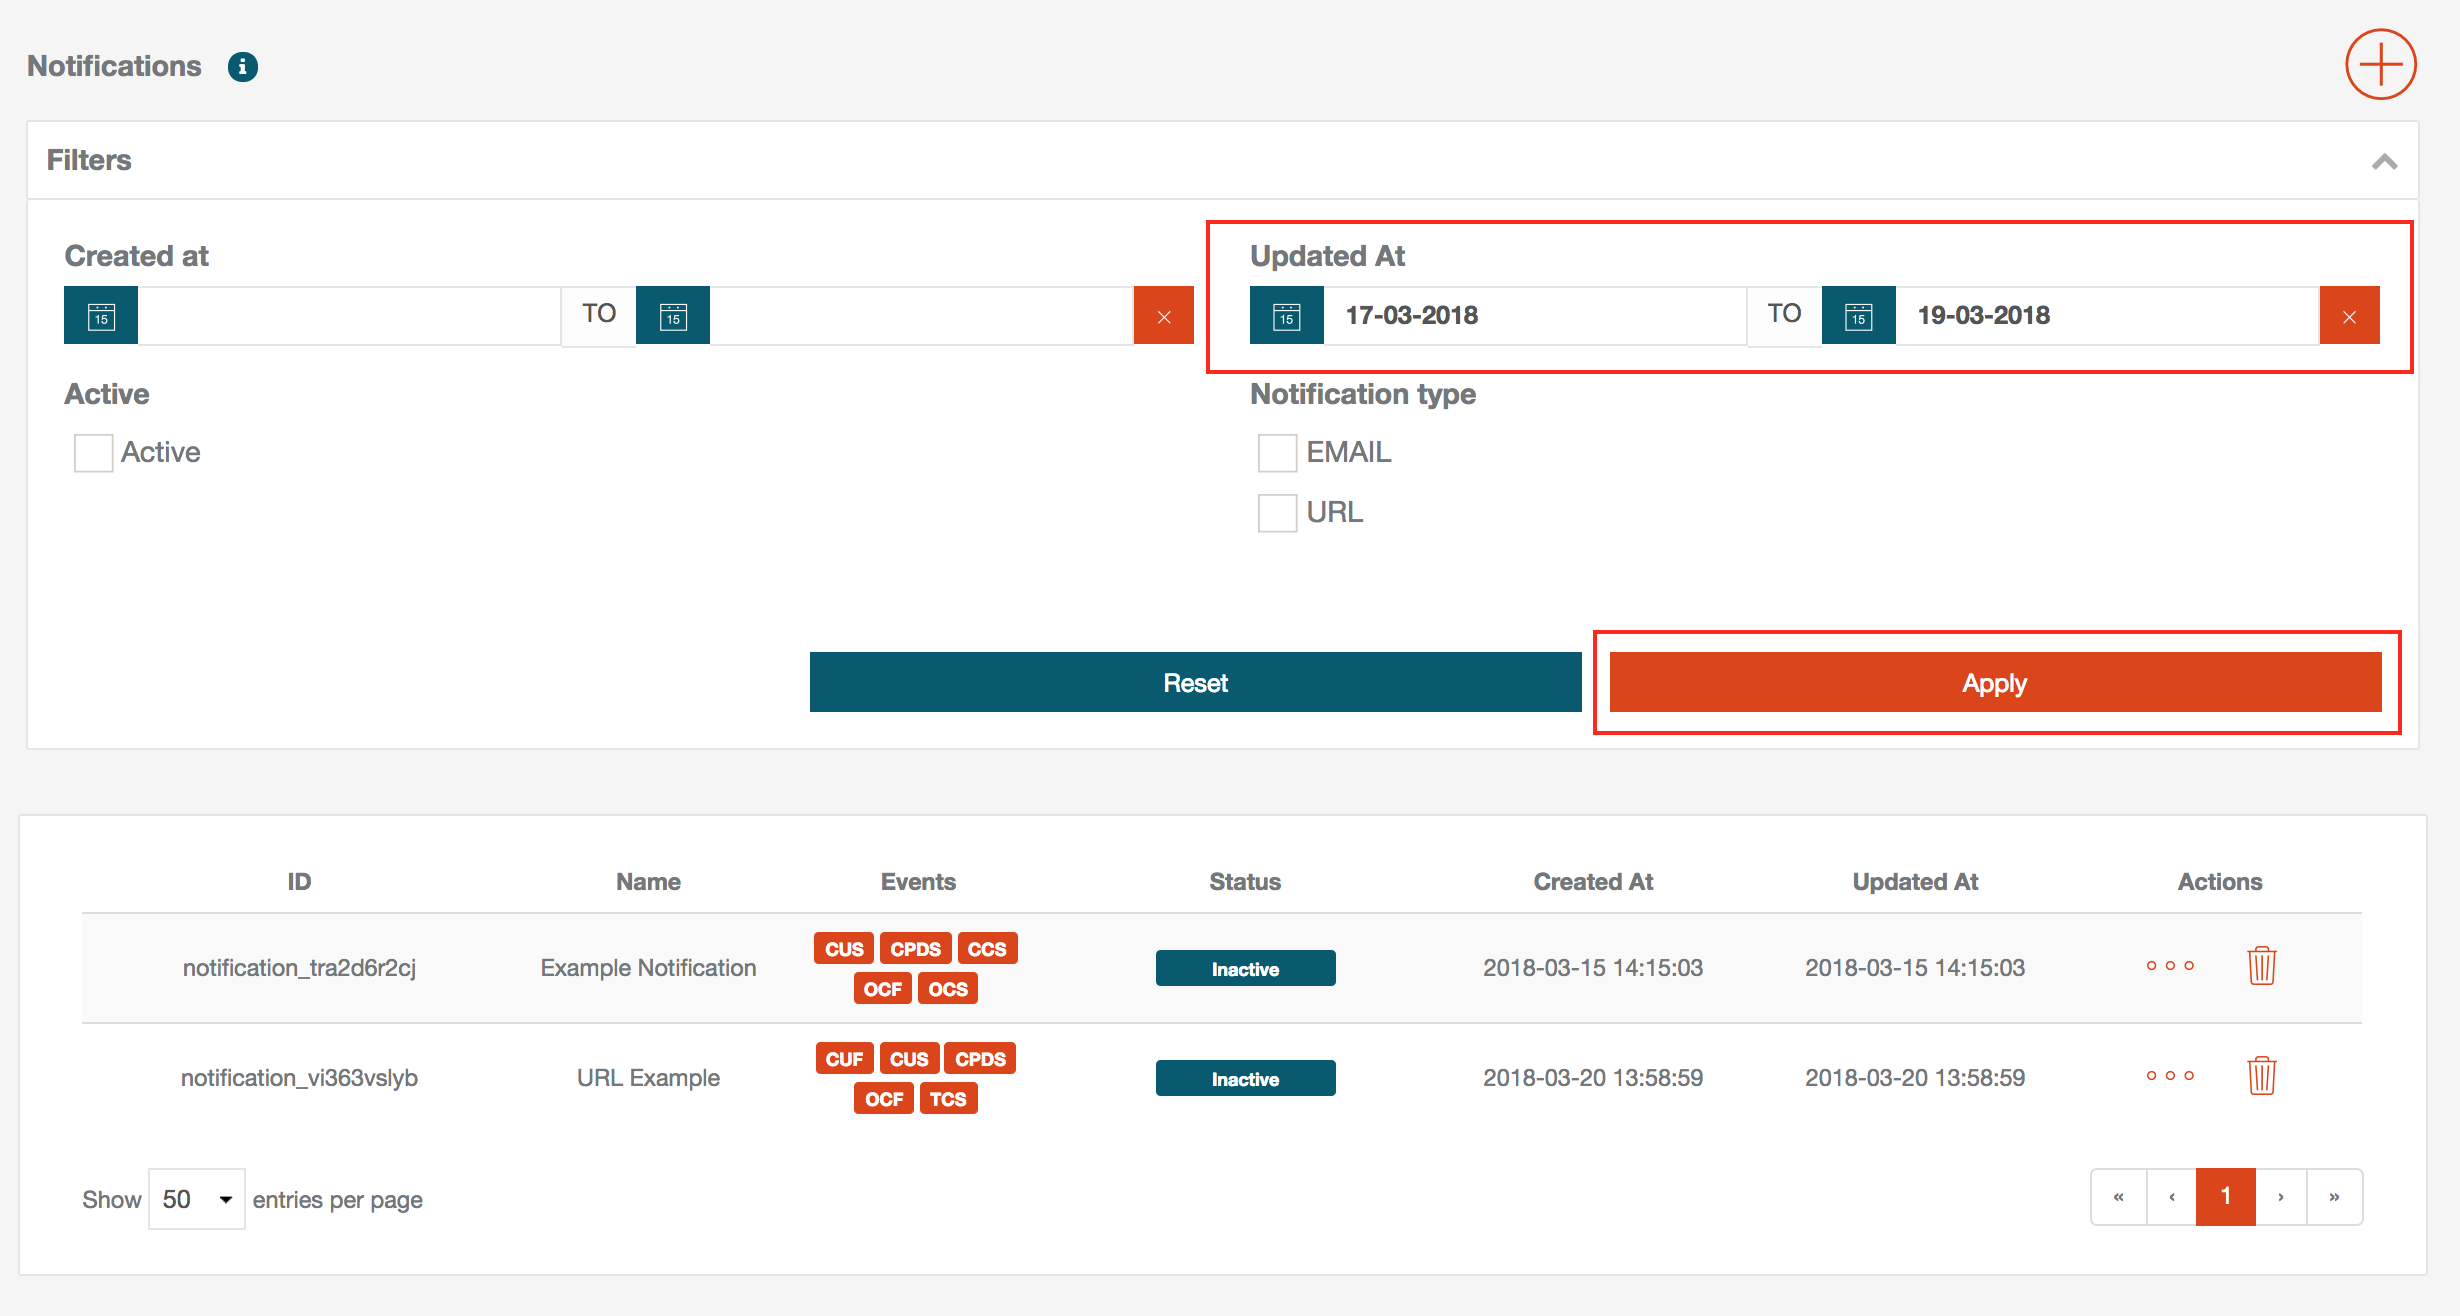 Notifications
Filters
Created at
15 TO 15
Updated At
15 17-03-2018 TO 15 19-03-2018
Active
Active
Notification type
EMAIL
URL
Reset Apply
ID Name Events Status Created At Updated At Actions
notification_tra2d6r2cj Example Notification CUS CPDS CCS OCF OCS Inactive 2018-03-15 14:15:03 2018-03-15 14:15:03
notification_vi363vslyb URL Example CUF CUS CPDS OCF TCS Inactive 2018-03-20 13:58:59 2018-03-20 13:58:59
Show 50 entries per page
« ‹ 1 › »